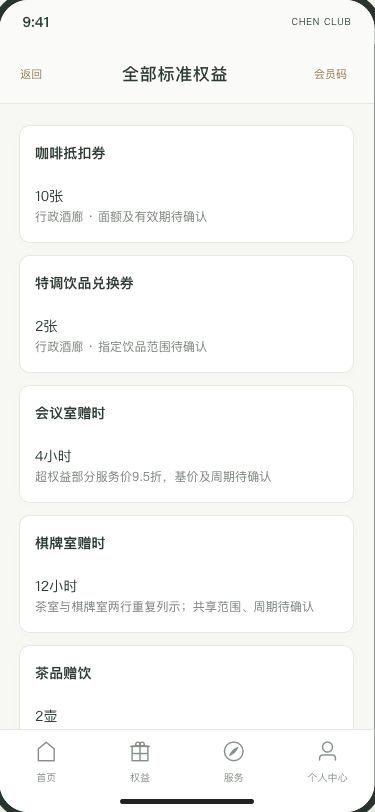 9:41
CHEN CLUB
返回
全部标准权益
会员码
咖啡抵扣券
10张
行政酒廊 · 面额及有效期待确认
特调饮品兑换券
2张
行政酒廊 · 指定饮品范围待确认
会议室赠时
4小时
超权益部分服务价9.5折，基价及周期待确认
棋牌室赠时
12小时
茶室与棋牌室两行重复列示；共享范围、周期待确认
茶品赠饮
2壶
首页
权益
服务
个人中心